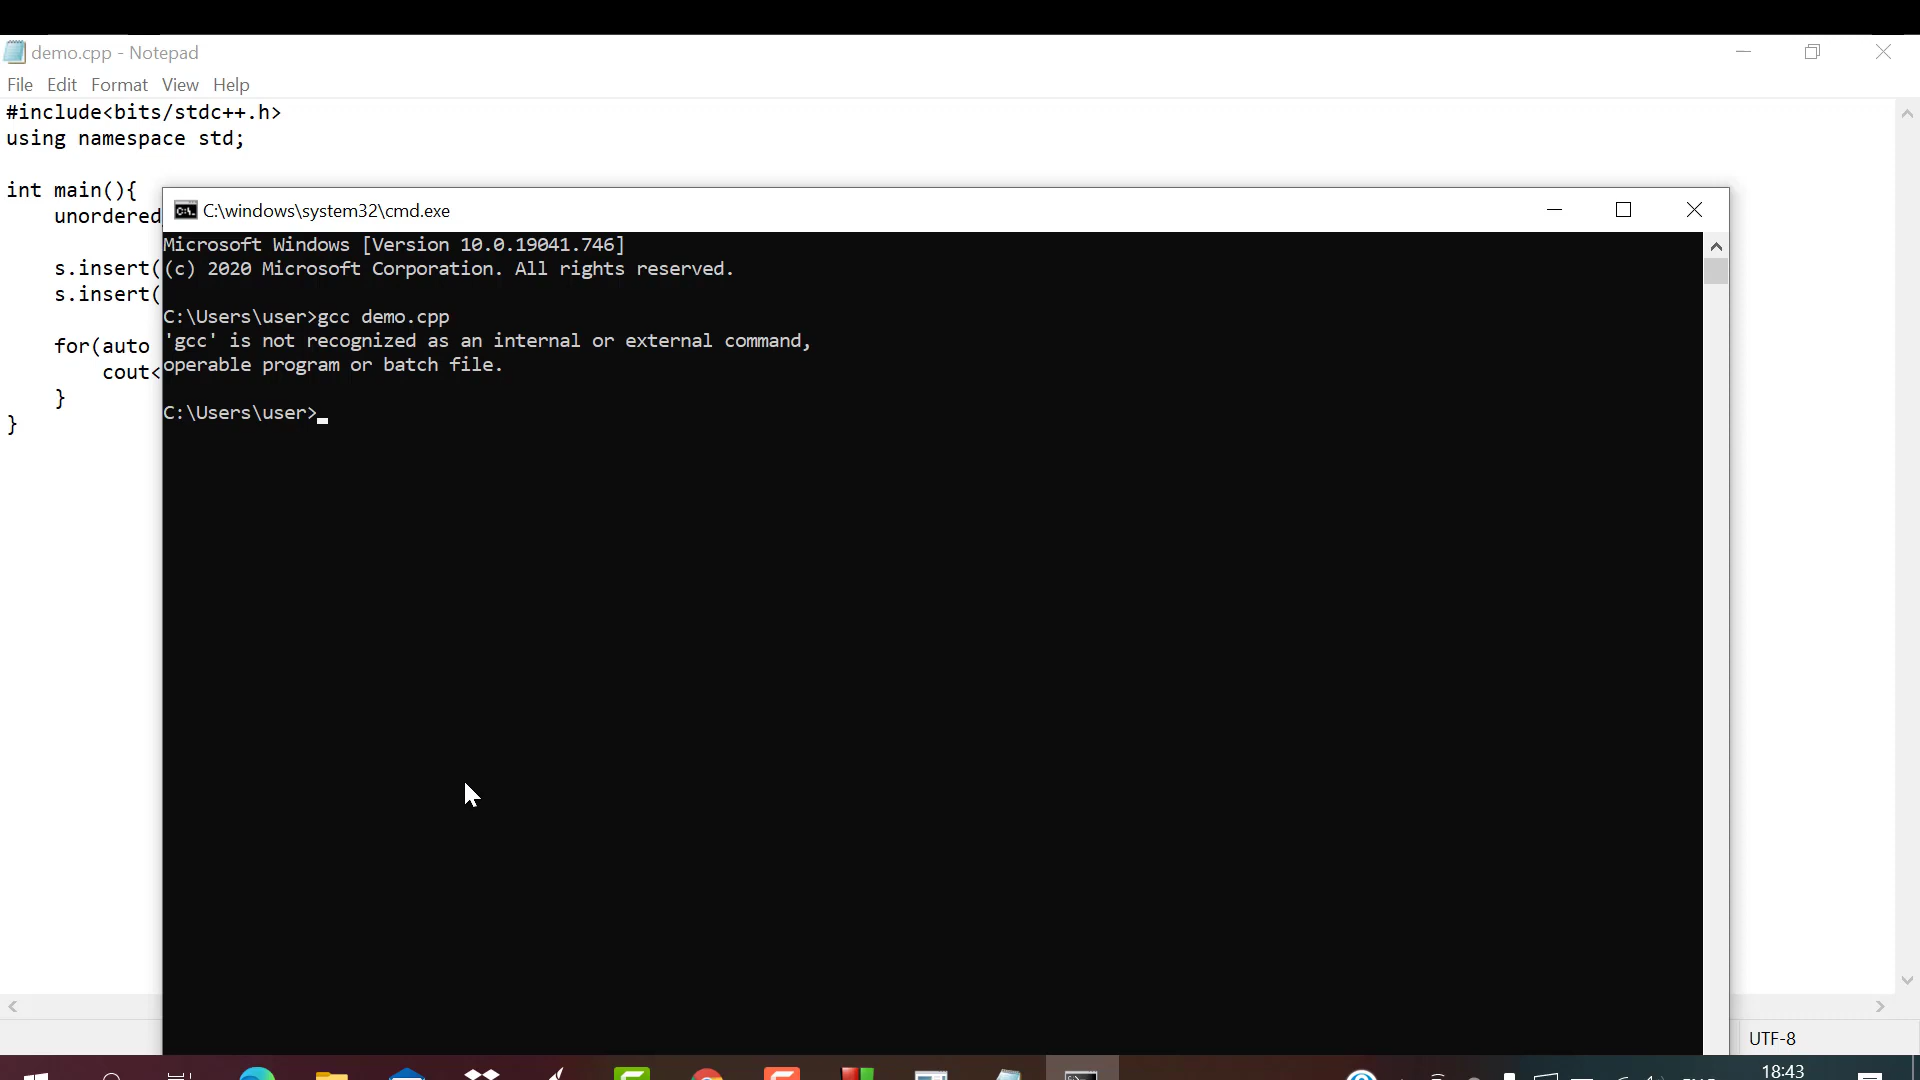 demo.cpp - Notepad
File Edit Format View Help
#include<bits/stdc++.h>
using namespace std;
int main(){
unordered
s.insert(
s.insert(
for(auto
cout<
}
}
C:\windows\system32\cmd.exe
Microsoft Windows [Version 10.0.19041.746]
(c) 2020 Microsoft Corporation. All rights reserved.
C:\Users\user>gcc demo.cpp
'gcc' is not recognized as an internal or external command,
operable program or batch file.
C:\Users\user>
UTF-8
18:43